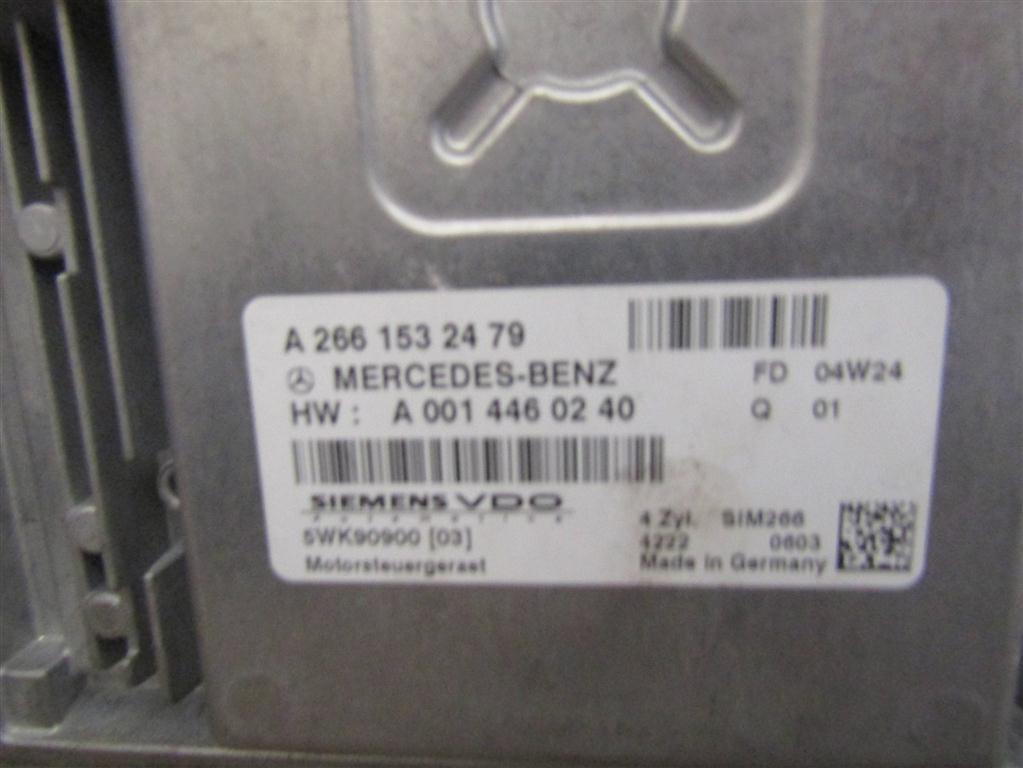 A 266 153 24 79
MERCEDES-BENZ FD 04W24
HW: A 001 446 02 40 Q 01
SIEMENS VDO
Automotive
5WK90900 [03] 4 Zyl. SIM266
4222 0603
Motorsteuergeraet Made in Germany